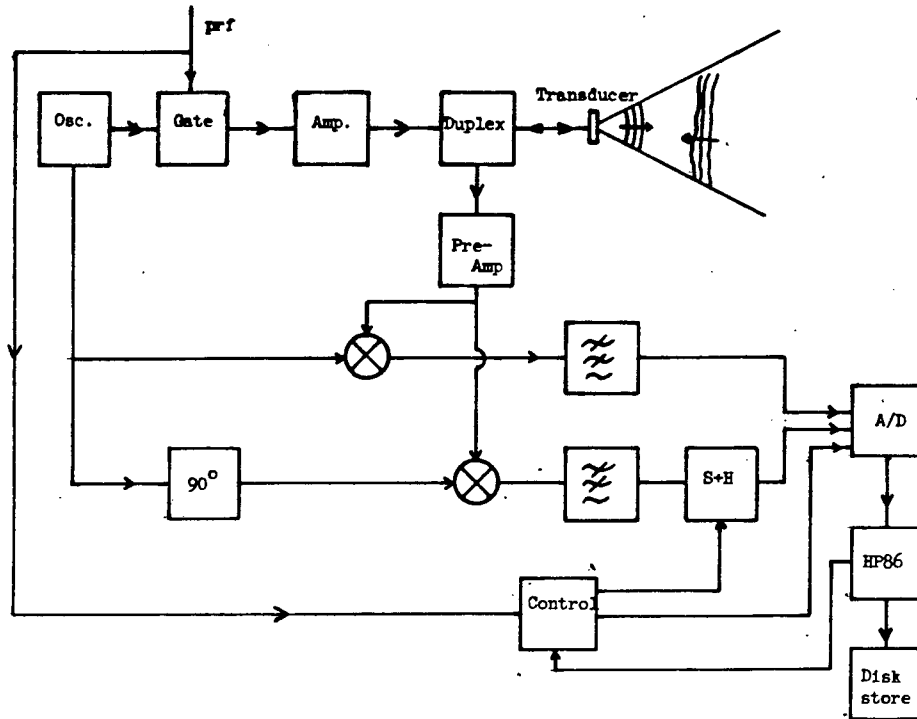 prf
Osc.
Gate
Amp.
Duplex
Transducer
Pre-
Amp
A/D
90°
S+H
HP86
Control
Disk
store